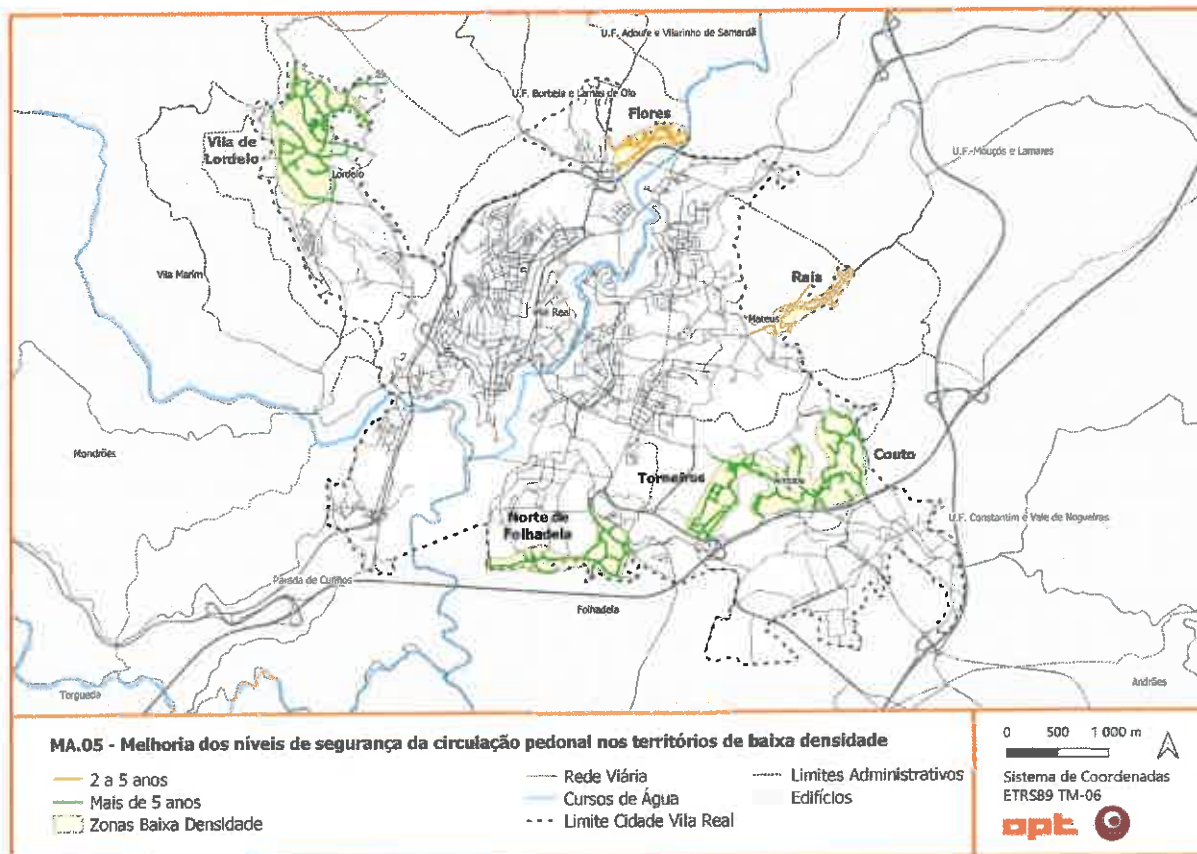 U.F. Adoufe e Vilarinho de Samardã
U.F. Borbela e Lamas de Olo
Flores
Vila de
Lordelo
Lordelo
U.F. Mouçós e Lamares
Vila Marim
Raia
Mateus
Real
Mondrões
Couto
Torneiros
Norte de
Folhadela
U.F. Constantim e Vale de Nogueiras
Parada de Cunhos
Folhadela
Torgueda
Andrães
MA.05 - Melhoria dos níveis de segurança da circulação pedonal nos territórios de baixa densidade
2 a 5 anos
Mais de 5 anos
Zonas Baixa Densidade
Rede Viária
Cursos de Água
Limite Cidade Vila Real
Limites Administrativos
Edifícios
0 500 1 000 m
Sistema de Coordenadas
ETRS89 TM-06
opt